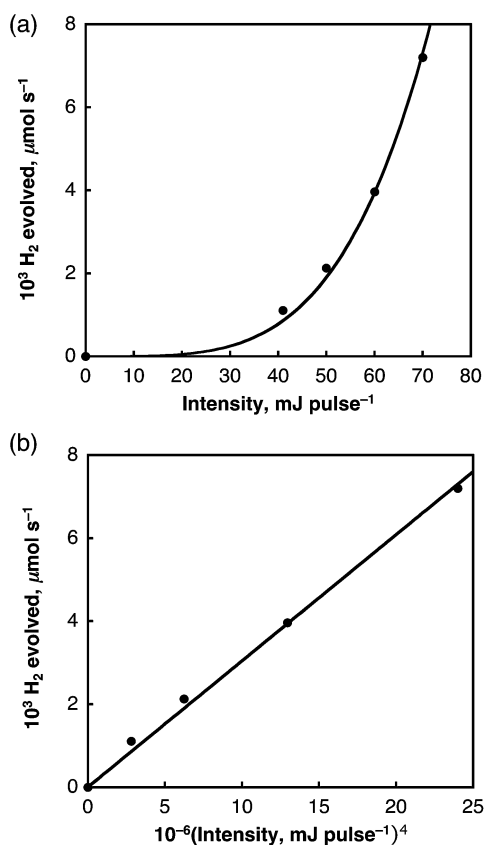 (a)
8
6
4
2
0
0 10 20 30 40 50 60 70 80
10³ H₂ evolved, μmol s⁻¹
Intensity, mJ pulse⁻¹
(b)
8
6
4
2
0
0 5 10 15 20 25
10³ H₂ evolved, μmol s⁻¹
10⁻⁶(Intensity, mJ pulse⁻¹)⁴